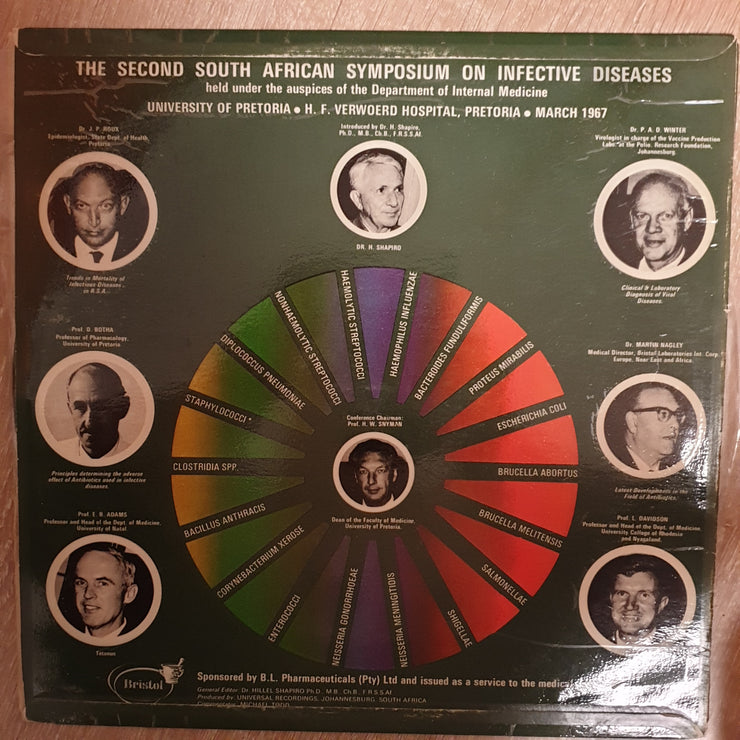 THE SECOND SOUTH AFRICAN SYMPOSIUM ON INFECTIVE DISEASES
held under the auspices of the Department of Internal Medicine
UNIVERSITY OF PRETORIA • H. F. VERWOERD HOSPITAL, PRETORIA • MARCH 1967
Dr. J. P. ROUX
Epidemiologist, State Dept. of Health,
Pretoria.
Introduced by Dr. H. Shapiro,
Ph.D., M.B., Ch.B., F.R.S.S.Af.
Dr. P. A. D. WINTER
Virologist in charge of the Vaccine Production
Labs. at the Polio. Research Foundation,
Johannesburg.
DR. H. SHAPIRO
Trends in Mortality of
Infectious Diseases
in R.S.A.
Clinical & Laboratory
Diagnosis of Viral
Diseases.
Prof. D. BOTHA
Professor of Pharmacology,
University of Pretoria.
Dr. MARTIN NAGLEY
Medical Director, Bristol Laboratories Int. Corp.
Europe, Near East and Africa.
HAEMOLYTIC STREPTOCOCCI
HAEMOPHILUS INFLUENZAE
BACTEROIDES FUNDULIFORMIS
PROTEUS MIRABILIS
ESCHERICHIA COLI
BRUCELLA ABORTUS
BRUCELLA MELITENSIS
SALMONELLAE
SHIGELLAE
NEISSERIA MENINGITIDIS
NEISSERIA GONORRHOEAE
ENTEROCOCCI
CORYNEBACTERIUM XEROSE
BACILLUS ANTHRACIS
CLOSTRIDIA SPP.
STAPHYLOCOCCI *
DIPLOCOCCUS PNEUMONIAE
NONHAEMOLYTIC STREPTOCOCCI
Conference Chairman:
Prof. H. W. SNYMAN
Dean of the Faculty of Medicine,
University of Pretoria.
Principles determining the adverse
effect of Antibiotics used in infective
diseases.
Latest Developments in the
Field of Antibiotics.
Prof. E. B. ADAMS
Professor and Head of the Dept. of Medicine,
University of Natal
Prof. L. DAVIDSON
Professor and Head of the Dept. of Medicine,
University College of Rhodesia
and Nyasaland.
Tetanus
Bristol
Sponsored by B.L. Pharmaceuticals (Pty) Ltd and issued as a service to the medic
General Editor: Dr. HILLEL SHAPIRO Ph.D., M.B., Ch.B., F.R.S.S.Af.
Produced by: UNIVERSAL RECORDINGS, JOHANNESBURG, SOUTH AFRICA
MICHAEL TODD